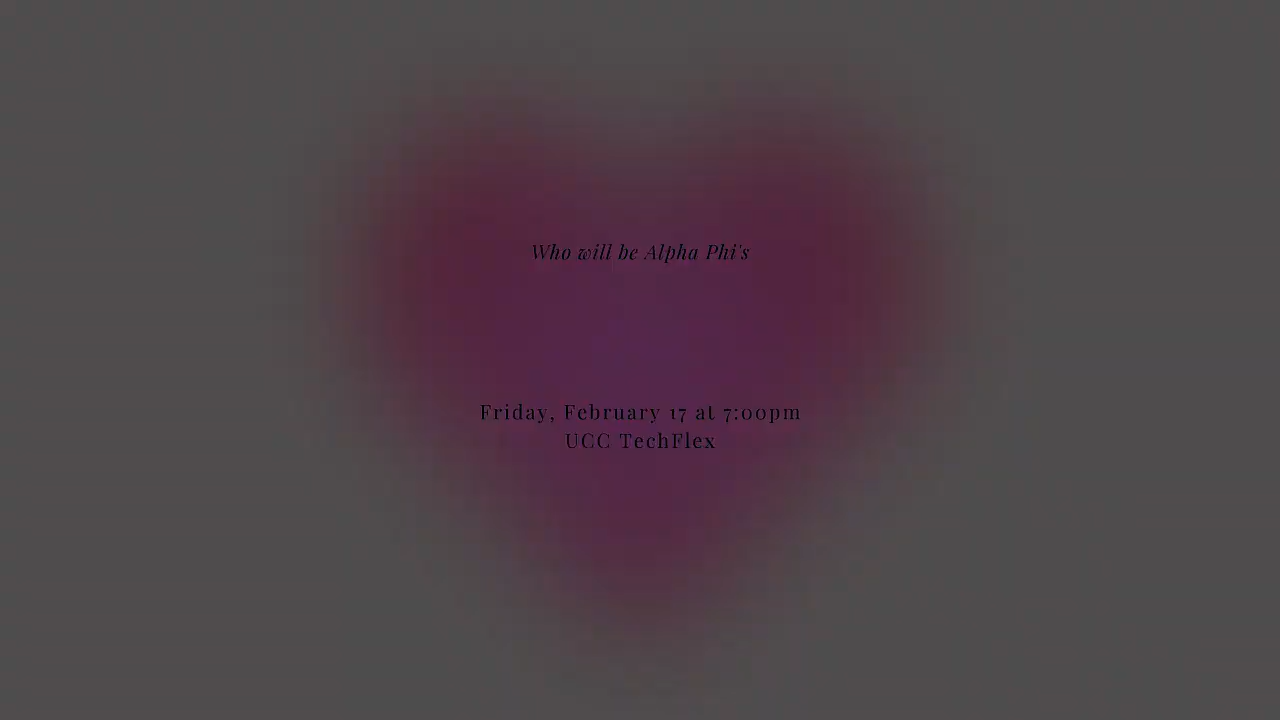 Who will be Alpha Phi's
Friday, February 17 at 7:00pm
UCC TechFlex